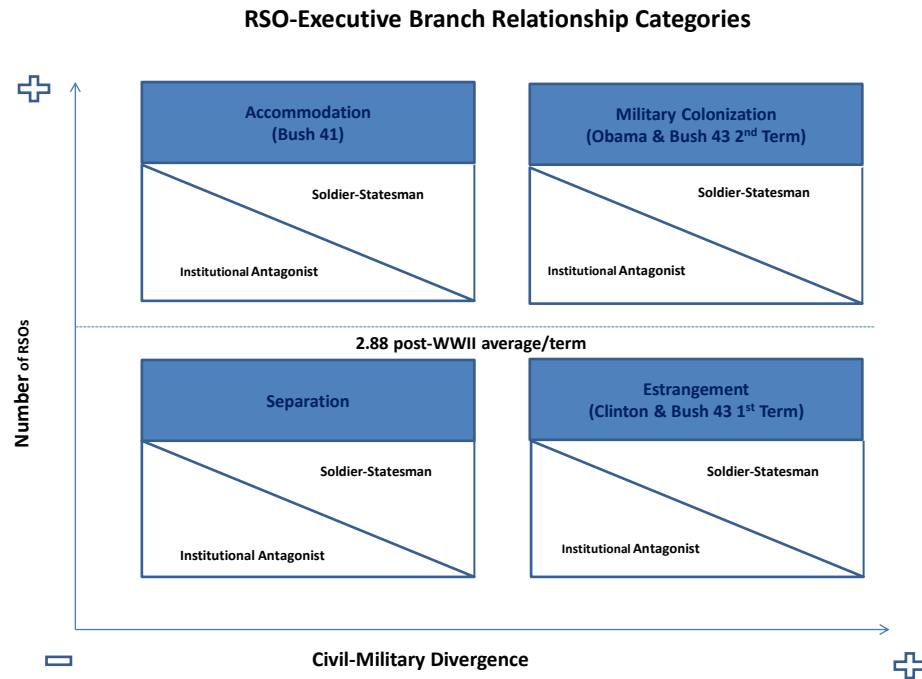 RSO-Executive Branch Relationship Categories
Accommodation
(Bush 41)
Soldier-Statesman
Institutional Antagonist
Military Colonization
(Obama & Bush 43 2nd Term)
Soldier-Statesman
Institutional Antagonist
Number of RSOs
2.88 post-WWII average/term
Separation
Soldier-Statesman
Institutional Antagonist
Estrangement
(Clinton & Bush 43 1st Term)
Soldier-Statesman
Institutional Antagonist
Civil-Military Divergence